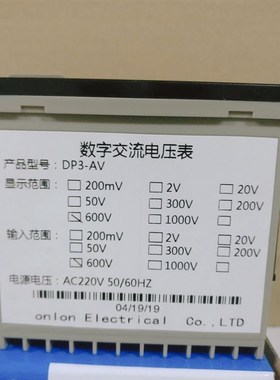 数字交流电压表
产品型号：DP3-AV
显示范围：□ 200mV □ 2V □ 20V
□ 50V □ 300V □ 200V
☑ 600V □ 1000V
输入范围：□ 200mV □ 2V □ 20V
□ 50V □ 300V □ 200V
☑ 600V □ 1000V
电源电压：AC220V 50/60HZ
04/19/19
onlon Electrical Co.,LTD